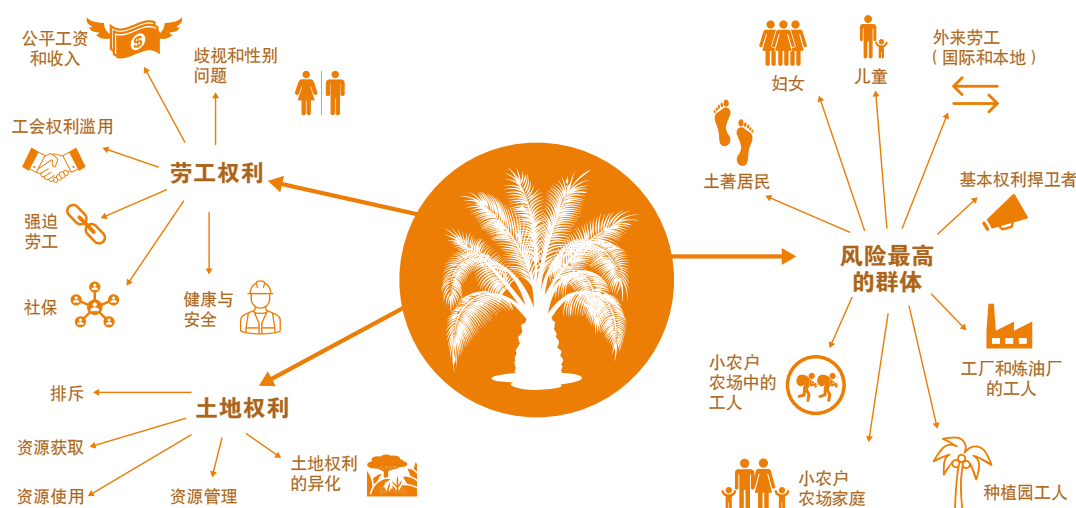 公平工资
和收入
歧视和性别
问题
工会权利滥用
劳工权利
强迫
劳工
社保
健康与
安全
排斥
土地权利
资源获取
资源使用
资源管理
土地权利
的异化
妇女
儿童
外来劳工
（国际和本地）
土著居民
基本权利捍卫者
风险最高
的群体
小农户
农场中的
工人
工厂和炼油厂
的工人
小农户
农场家庭
种植园工人